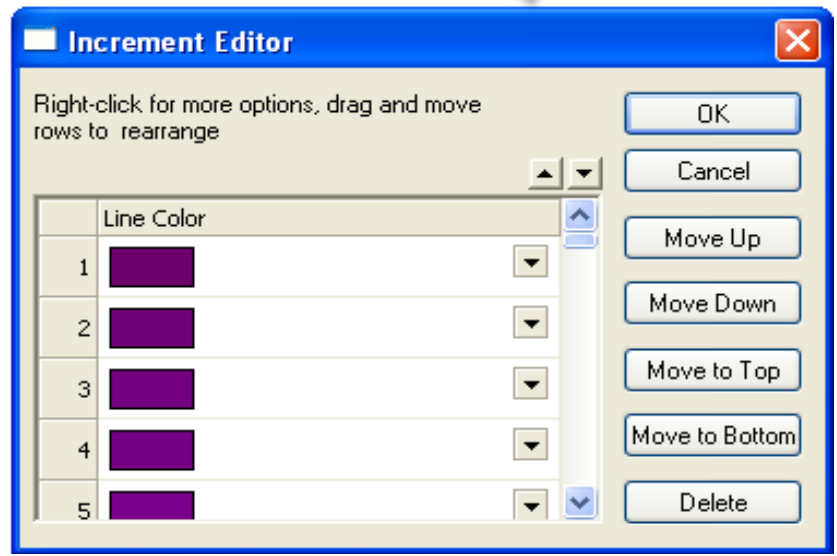 Increment Editor
Right-click for more options, drag and move
rows to rearrange
OK
Cancel
Move Up
Move Down
Move to Top
Move to Bottom
Delete
Line Color
1
2
3
4
5